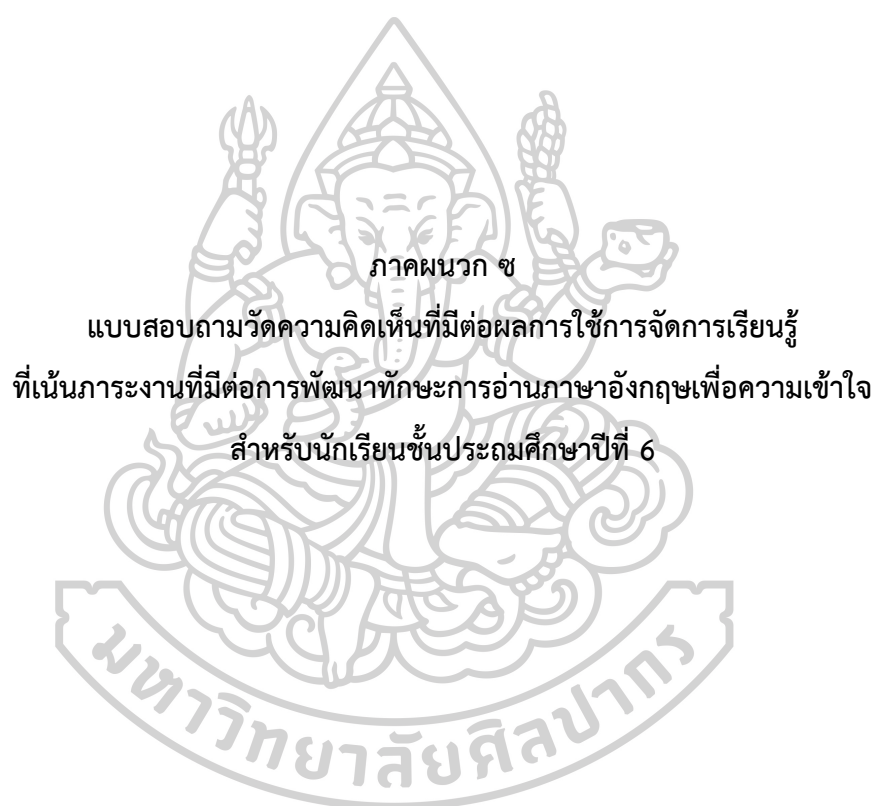 ภาคผนวก ซ
แบบสอบถามวัดความคิดเห็นที่มีต่อผลการใช้การจัดการเรียนรู้
ที่เน้นภาระงานที่มีต่อการพัฒนาทักษะการอ่านภาษาอังกฤษเพื่อความเข้าใจ
สำหรับนักเรียนชั้นประถมศึกษาปีที่ 6
มหาวิทยาลัยศิลปากร